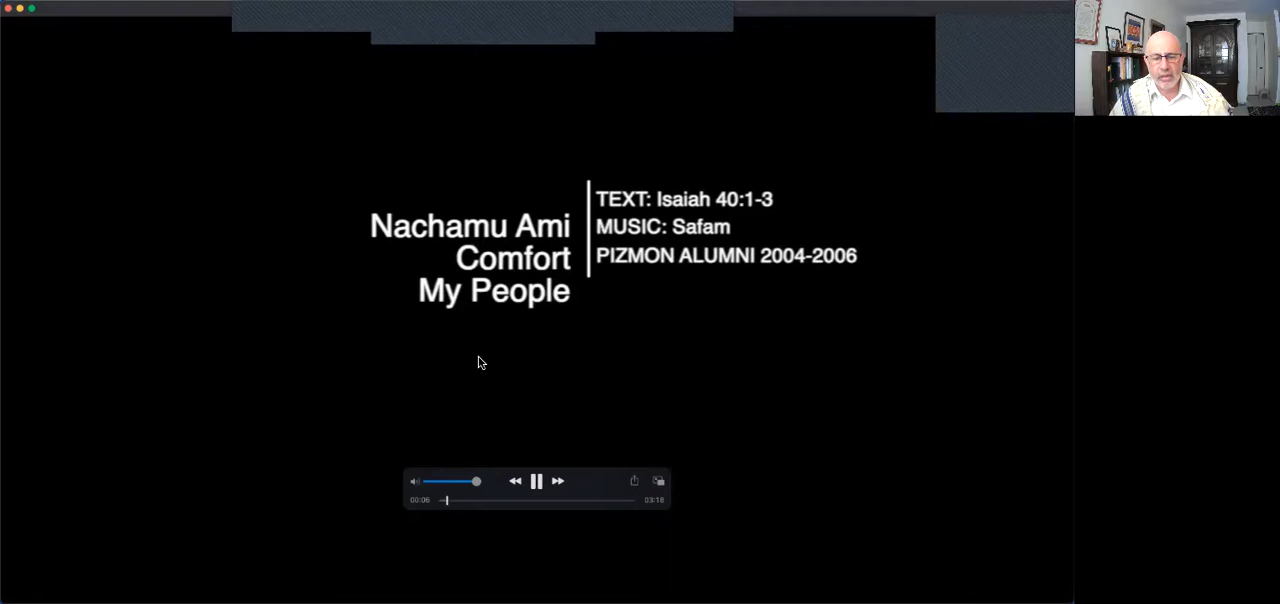 Nachamu Ami
Comfort
My People
TEXT: Isaiah 40:1-3
MUSIC: Safam
PIZMON ALUMNI 2004-2006
00:06
03:18